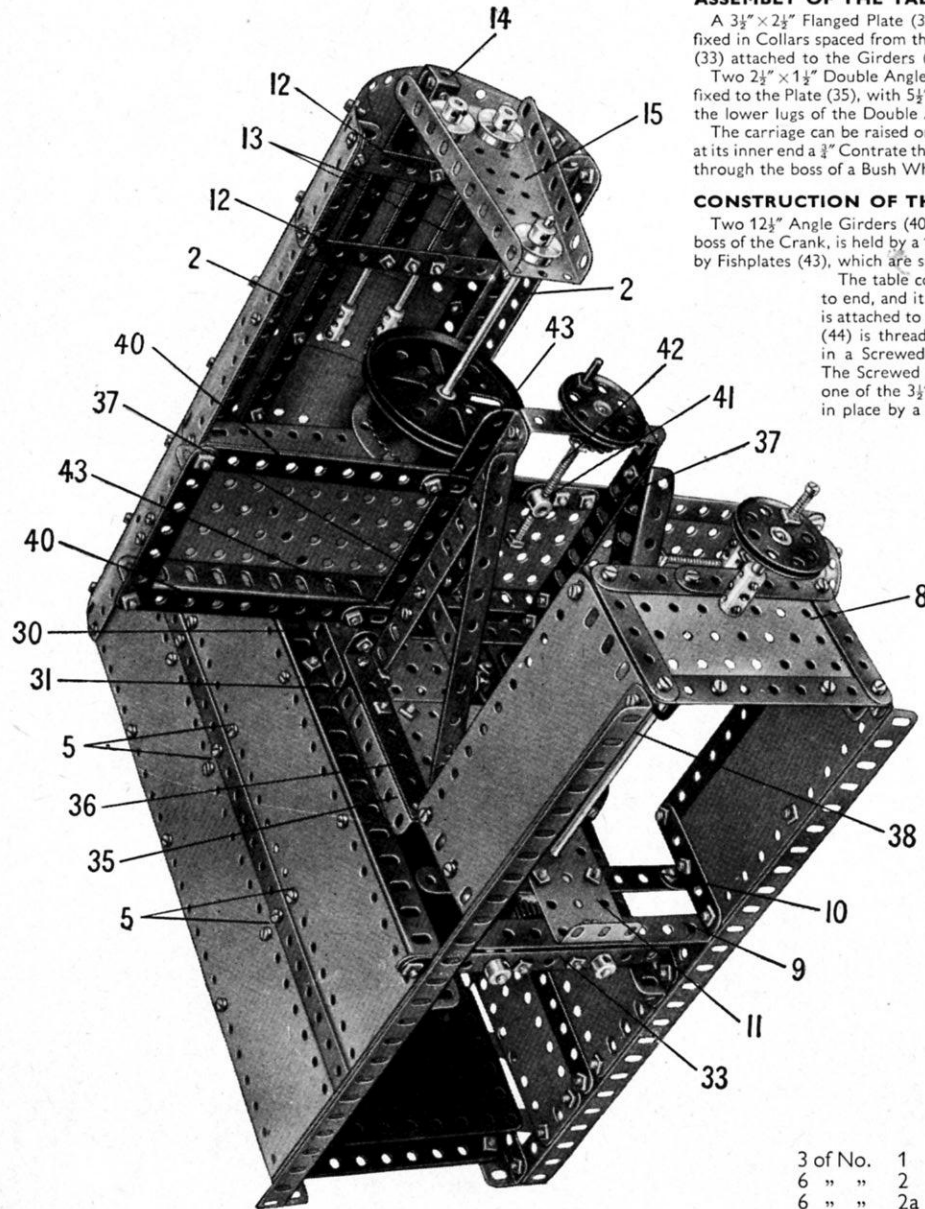 ASSEMBLY OF THE TAB
A 3½″ × 2½″ Flanged Plate (3
fixed in Collars spaced from th
(33) attached to the Girders (
Two 2½″ × 1½″ Double Angle
fixed to the Plate (35), with 5½″
the lower lugs of the Double
The carriage can be raised or
at its inner end a ¾″ Contrate th
through the boss of a Bush Wh
CONSTRUCTION OF TH
Two 12½″ Angle Girders (40
boss of the Crank, is held by a
by Fishplates (43), which are s
The table co
to end, and it
is attached to
(44) is thread
in a Screwed
The Screwed
one of the 3½″
in place by a
14
12
13
15
12
2
2
43
40
42
37
41
43
37
40
8
30
31
5
36
38
35
10
5
9
11
33
3 of No. 1
6 ,, ,, 2
6 ,, ,, 2a